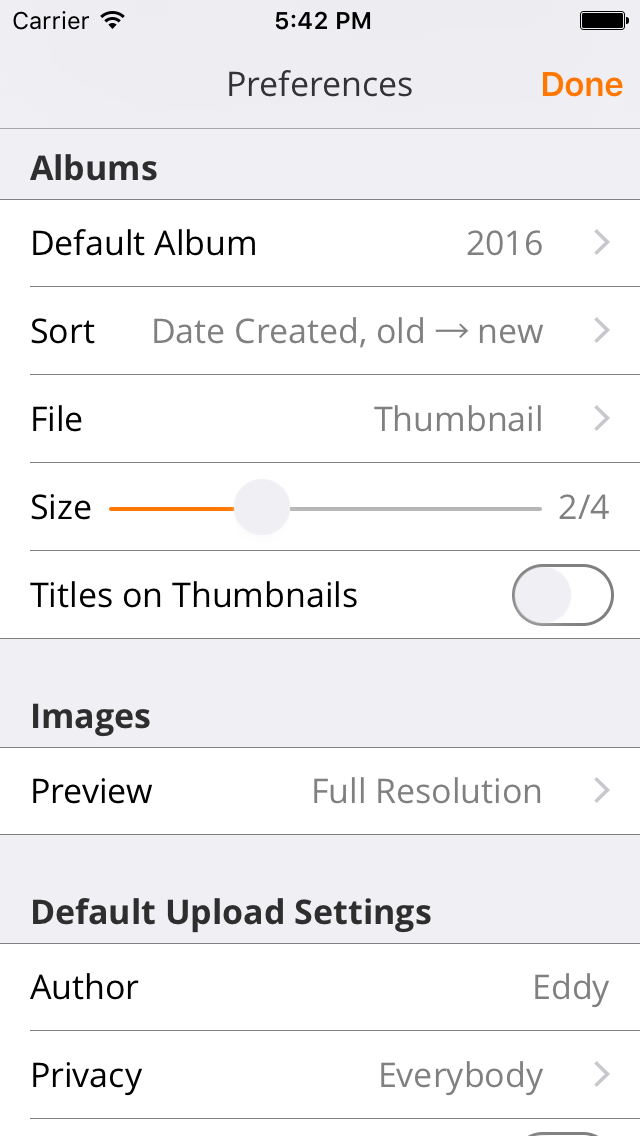 Carrier 5:42 PM
Preferences Done
Albums
Default Album 2016
Sort Date Created, old → new
File Thumbnail
Size 2/4
Titles on Thumbnails
Images
Preview Full Resolution
Default Upload Settings
Author Eddy
Privacy Everybody